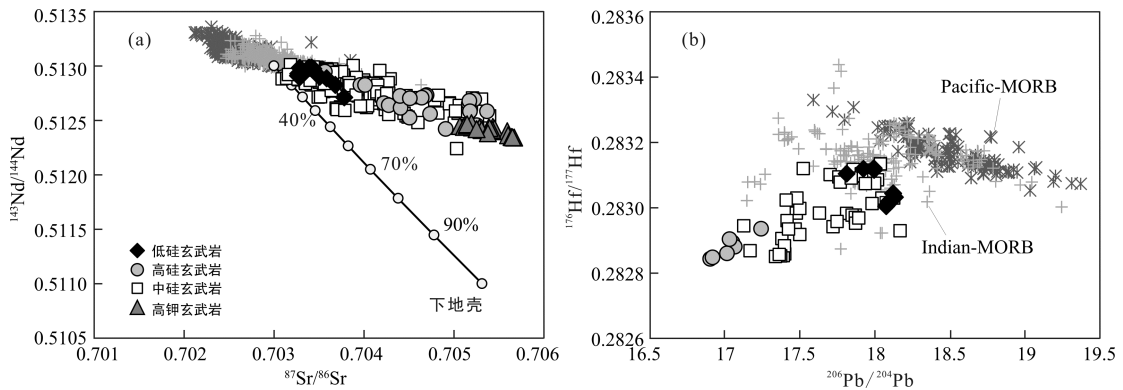 (a)
0.5135
0.5130
0.5125
0.5120
0.5115
0.5110
0.5105
¹⁴³Nd/¹⁴⁴Nd
40%
70%
90%
低硅玄武岩
高硅玄武岩
中硅玄武岩
高钾玄武岩
下地壳
0.701 0.702 0.703 0.704 0.705 0.706
⁸⁷Sr/⁸⁶Sr
(b)
0.2836
0.2834
0.2832
0.2830
0.2828
0.2826
¹⁷⁶Hf/¹⁷⁷Hf
Pacific-MORB
Indian-MORB
16.5 17 17.5 18 18.5 19 19.5
²⁰⁶Pb/²⁰⁴Pb